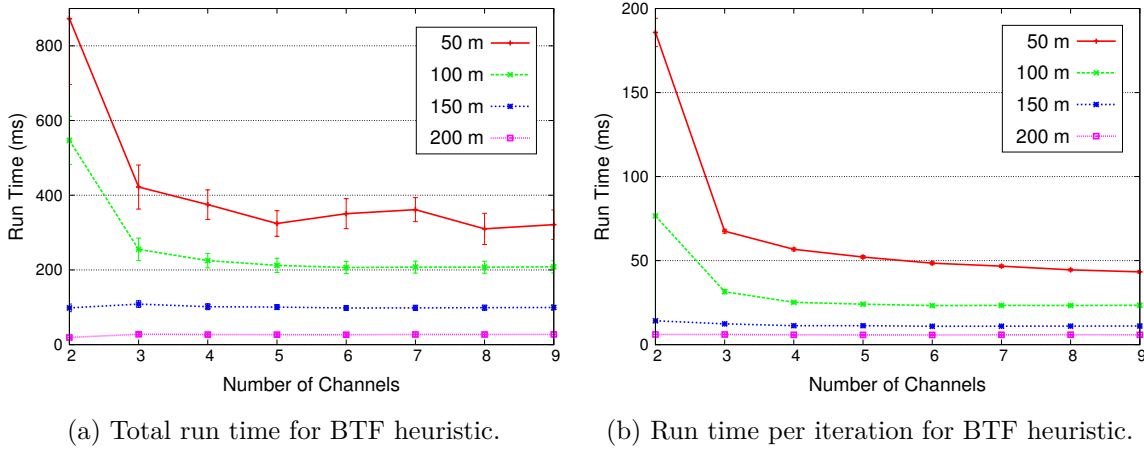 800
600
400
200
0
Run Time (ms)
50 m
100 m
150 m
200 m
2 3 4 5 6 7 8 9
Number of Channels
(a) Total run time for BTF heuristic.
200
150
100
50
0
Run Time (ms)
50 m
100 m
150 m
200 m
2 3 4 5 6 7 8 9
Number of Channels
(b) Run time per iteration for BTF heuristic.